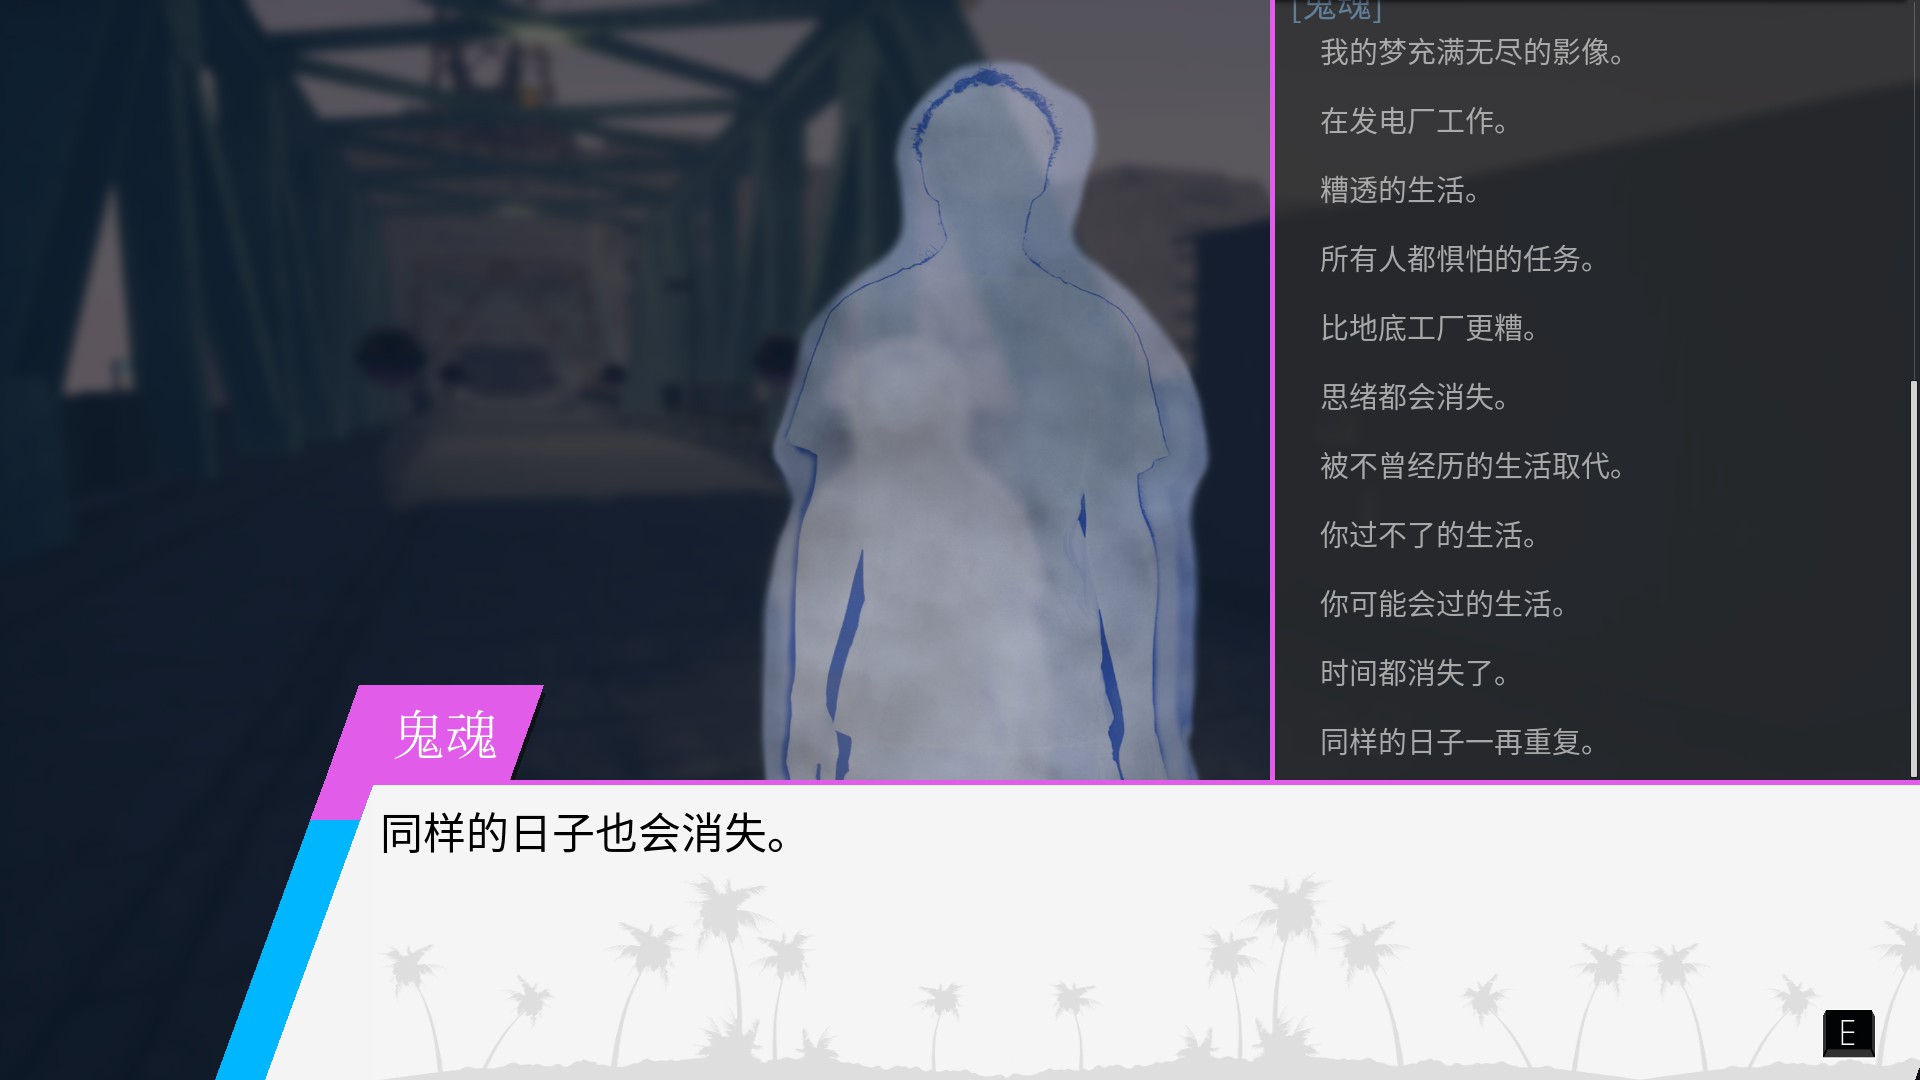 [鬼魂]
我的梦充满无尽的影像。
在发电厂工作。
糟透的生活。
所有人都惧怕的任务。
比地底工厂更糟。
思绪都会消失。
被不曾经历的生活取代。
你过不了的生活。
你可能会过的生活。
时间都消失了。
同样的日子一再重复。
鬼魂
同样的日子也会消失。
E